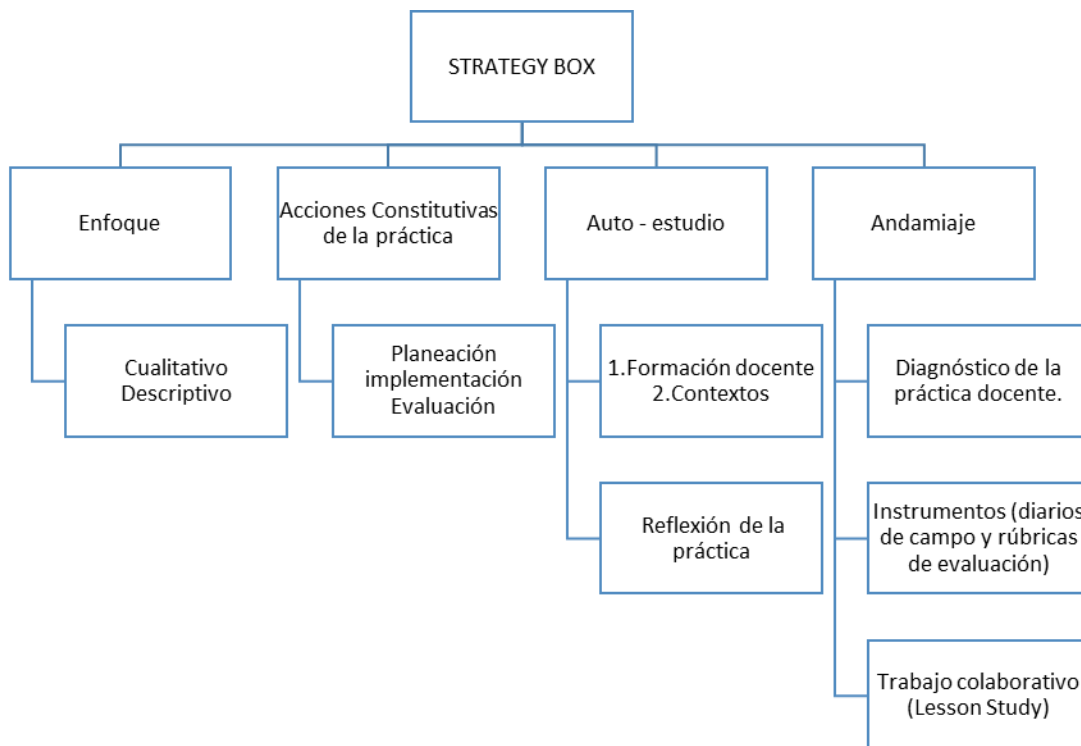 STRATEGY BOX
Enfoque
Acciones Constitutivas
de la práctica
Auto - estudio
Andamiaje
Cualitativo
Descriptivo
Planeación
implementación
Evaluación
1.Formación docente
2.Contextos
Diagnóstico de la
práctica docente.
Reflexión de la
práctica
Instrumentos (diarios
de campo y rúbricas
de evaluación)
Trabajo colaborativo
(Lesson Study)